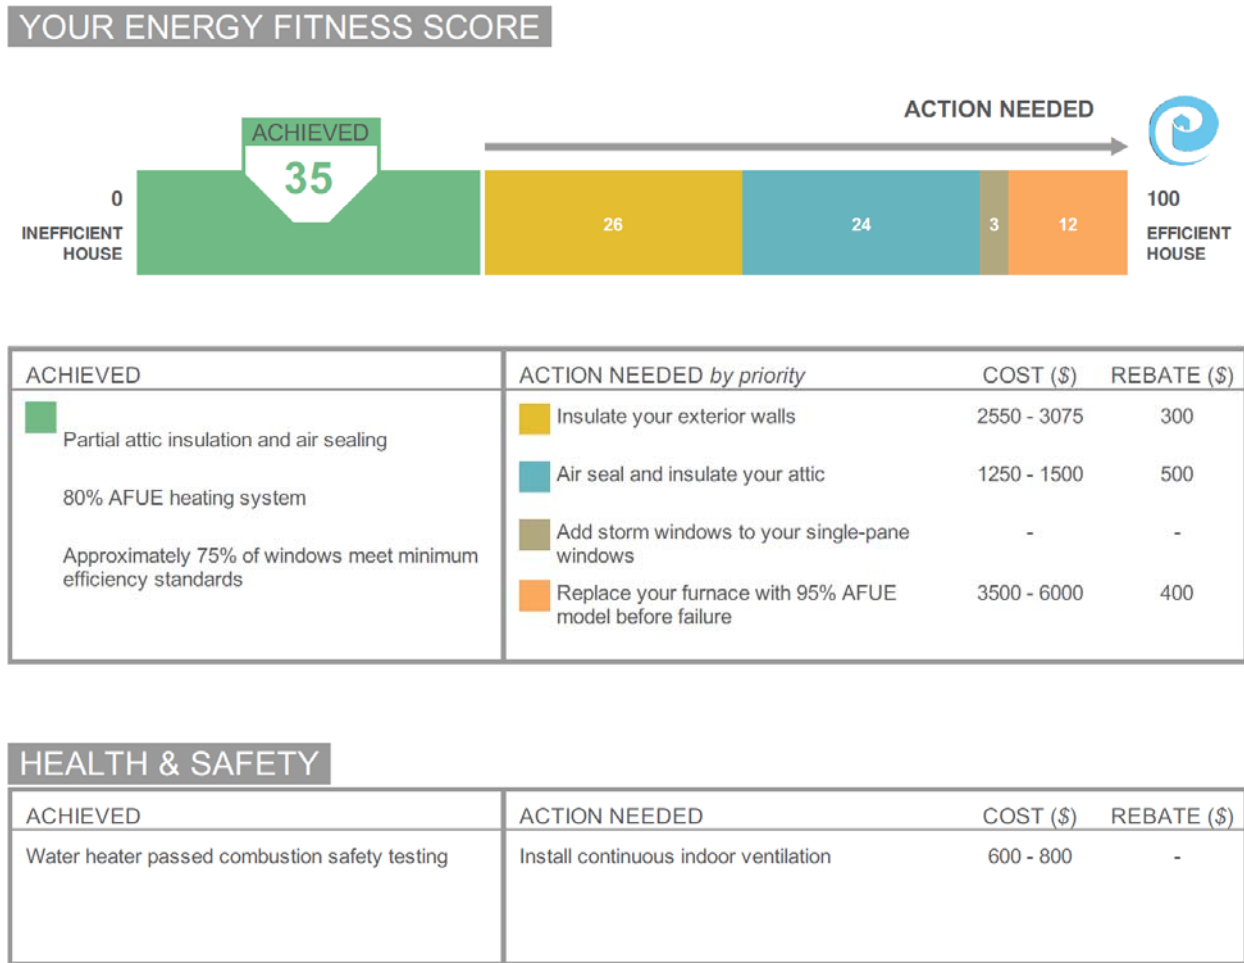 YOUR ENERGY FITNESS SCORE
ACTION NEEDED
ACHIEVED
35
0
INEFFICIENT
HOUSE
26
24
3
12
100
EFFICIENT
HOUSE
ACHIEVED
Partial attic insulation and air sealing
80% AFUE heating system
Approximately 75% of windows meet minimum
efficiency standards
ACTION NEEDED by priority COST ($) REBATE ($)
Insulate your exterior walls 2550 - 3075 300
Air seal and insulate your attic 1250 - 1500 500
Add storm windows to your single-pane - -
windows
Replace your furnace with 95% AFUE 3500 - 6000 400
model before failure
HEALTH & SAFETY
ACHIEVED
Water heater passed combustion safety testing
ACTION NEEDED COST ($) REBATE ($)
Install continuous indoor ventilation 600 - 800 -